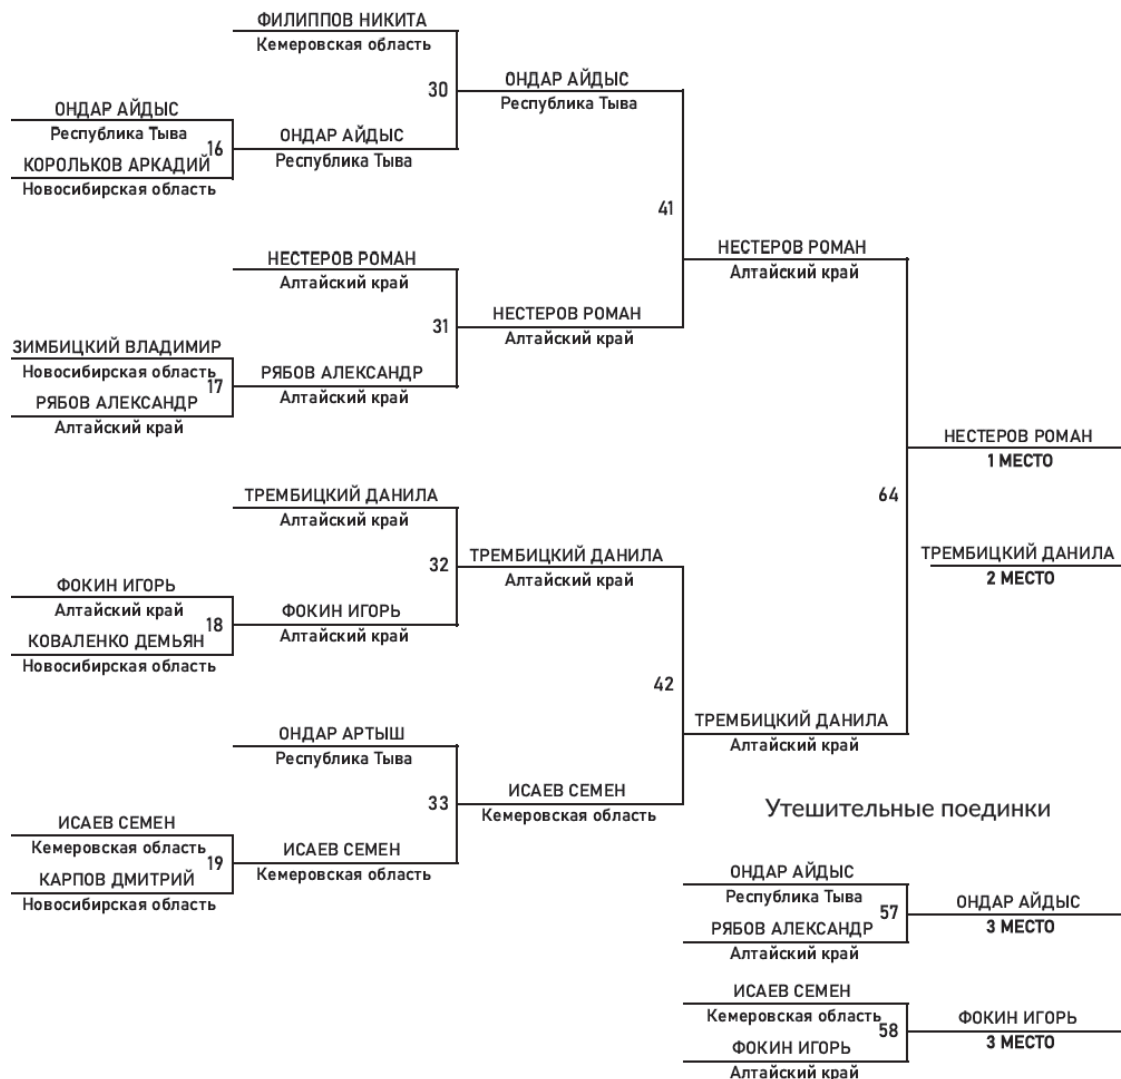 ФИЛИППОВ НИКИТА
Кемеровская область
30
ОНДАР АЙДЫС
Республика Тыва
ОНДАР АЙДЫС
Республика Тыва
16
ОНДАР АЙДЫС
Республика Тыва
КОРОЛЬКОВ АРКАДИЙ
Новосибирская область
41
НЕСТЕРОВ РОМАН
Алтайский край
НЕСТЕРОВ РОМАН
Алтайский край
31
НЕСТЕРОВ РОМАН
Алтайский край
ЗИМБИЦКИЙ ВЛАДИМИР
Новосибирская область
17
РЯБОВ АЛЕКСАНДР
Алтайский край
РЯБОВ АЛЕКСАНДР
Алтайский край
НЕСТЕРОВ РОМАН
1 МЕСТО
64
ТРЕМБИЦКИЙ ДАНИЛА
Алтайский край
32
ТРЕМБИЦКИЙ ДАНИЛА
Алтайский край
ТРЕМБИЦКИЙ ДАНИЛА
2 МЕСТО
ФОКИН ИГОРЬ
Алтайский край
18
ФОКИН ИГОРЬ
Алтайский край
КОВАЛЕНКО ДЕМЬЯН
Новосибирская область
42
ТРЕМБИЦКИЙ ДАНИЛА
Алтайский край
ОНДАР АРТЫШ
Республика Тыва
33
ИСАЕВ СЕМЕН
Кемеровская область
Утешительные поединки
ИСАЕВ СЕМЕН
Кемеровская область
19
ИСАЕВ СЕМЕН
Кемеровская область
КАРПОВ ДМИТРИЙ
Новосибирская область
ОНДАР АЙДЫС
Республика Тыва
57
ОНДАР АЙДЫС
3 МЕСТО
РЯБОВ АЛЕКСАНДР
Алтайский край
ИСАЕВ СЕМЕН
Кемеровская область
58
ФОКИН ИГОРЬ
3 МЕСТО
ФОКИН ИГОРЬ
Алтайский край